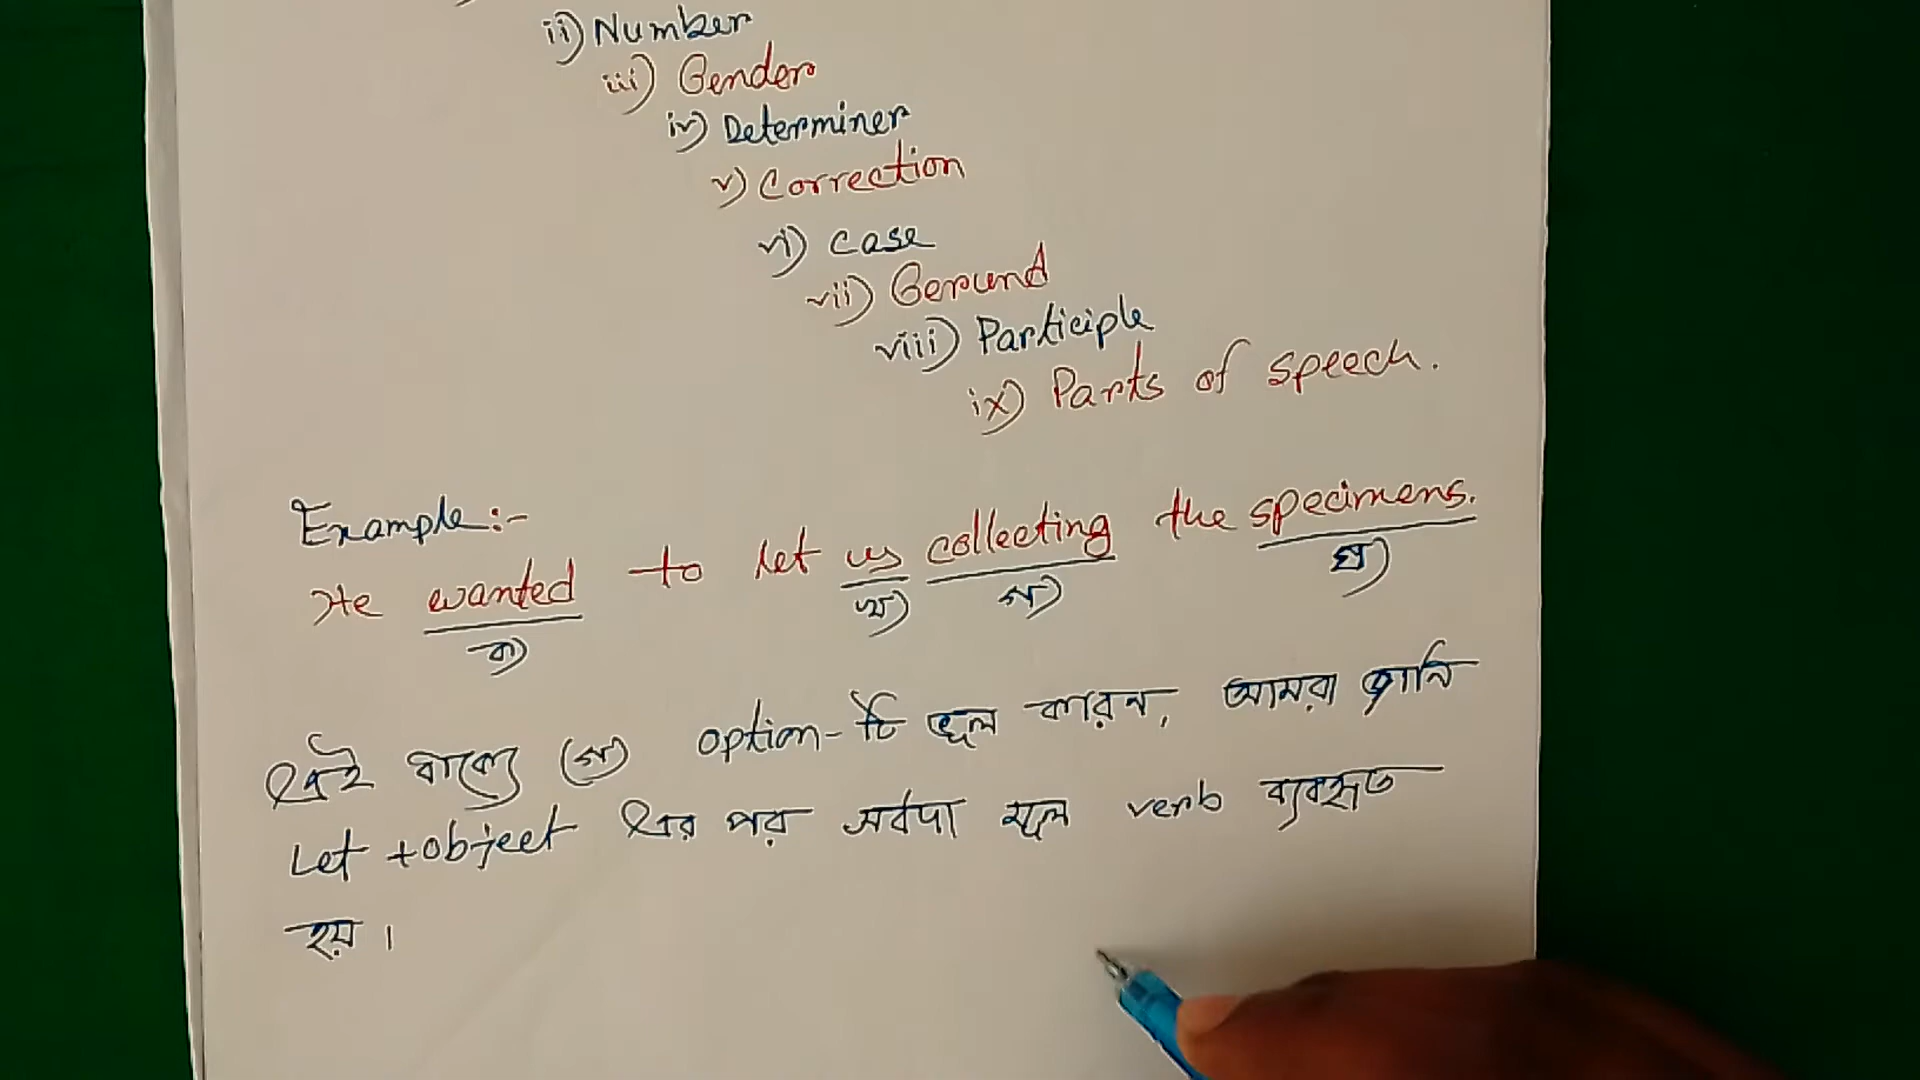 ii) Number
iii) Gender
iv) Determiner
v) Correction
vi) Case
vii) Gerund
viii) Participle
ix) Parts of speech.
Example:-
He wanted to let us collecting the specimens.
ক) খ) গ) ঘ)
এই বাক্যে (গ) option-টি ভুল কারন, আমরা জানি
Let + object এর পর সর্বদা মূল verb ব্যবহৃত
হয়।